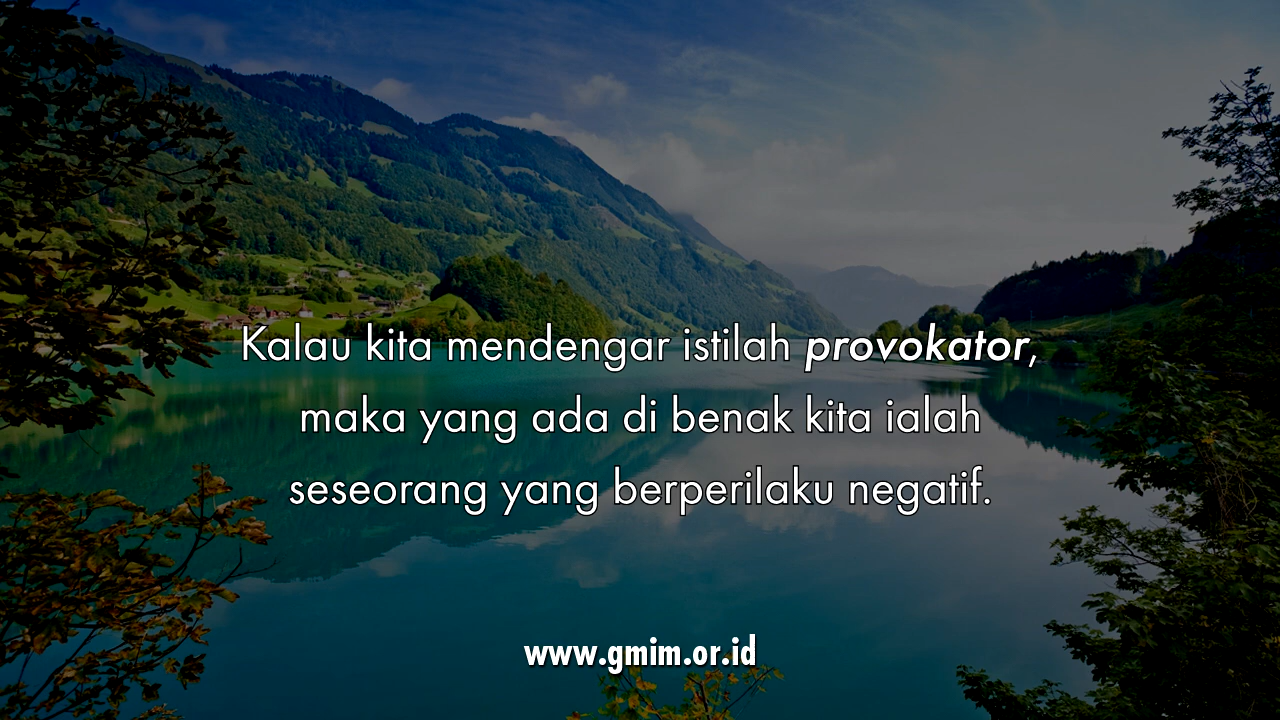 Kalau kita mendengar istilah provokator,
maka yang ada di benak kita ialah
seseorang yang berperilaku negatif.
www.gmim.or.id